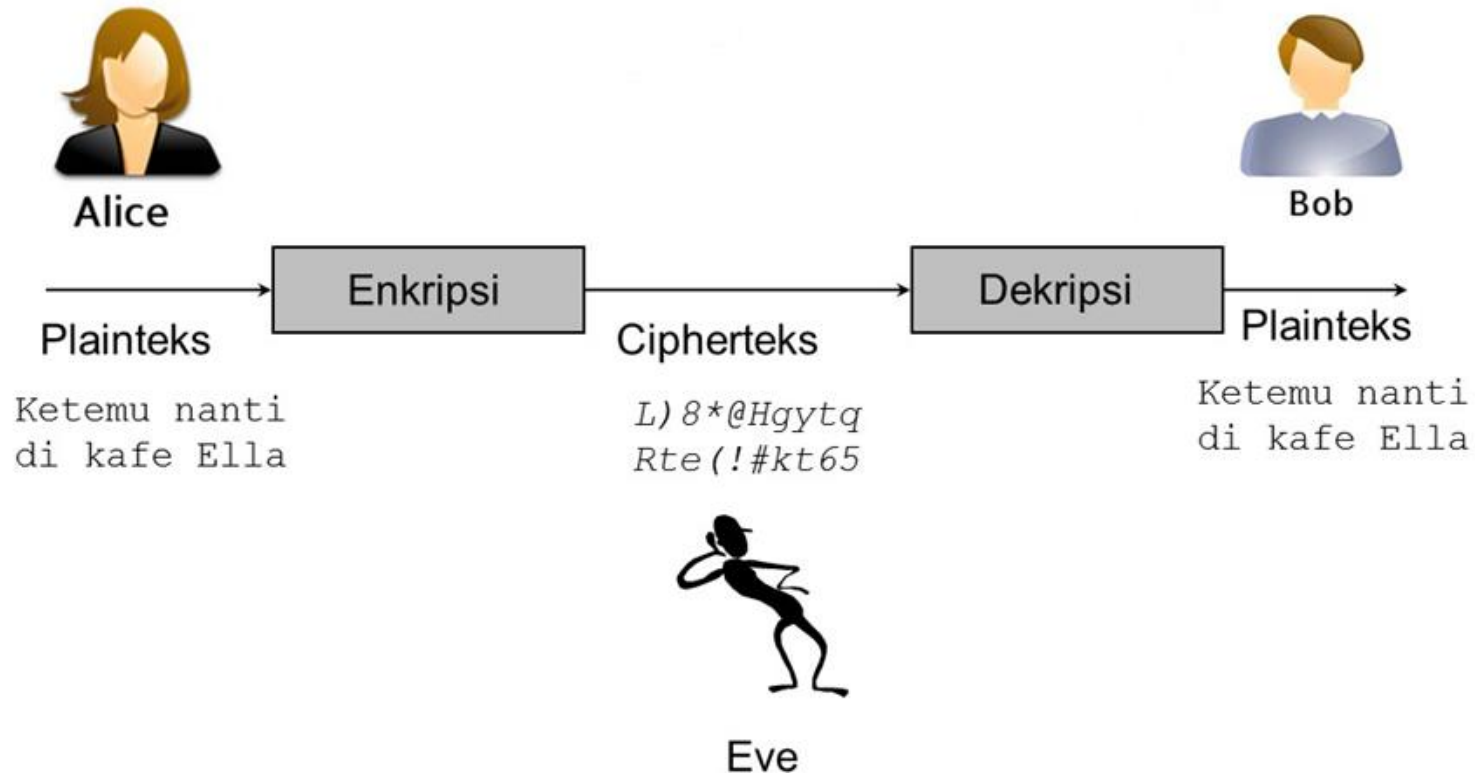 Alice
Bob
Enkripsi
Dekripsi
Plainteks
Cipherteks
Plainteks
Ketemu nanti
di kafe Ella
L)8*@Hgytq
Rte(!#kt65
Ketemu nanti
di kafe Ella
Eve